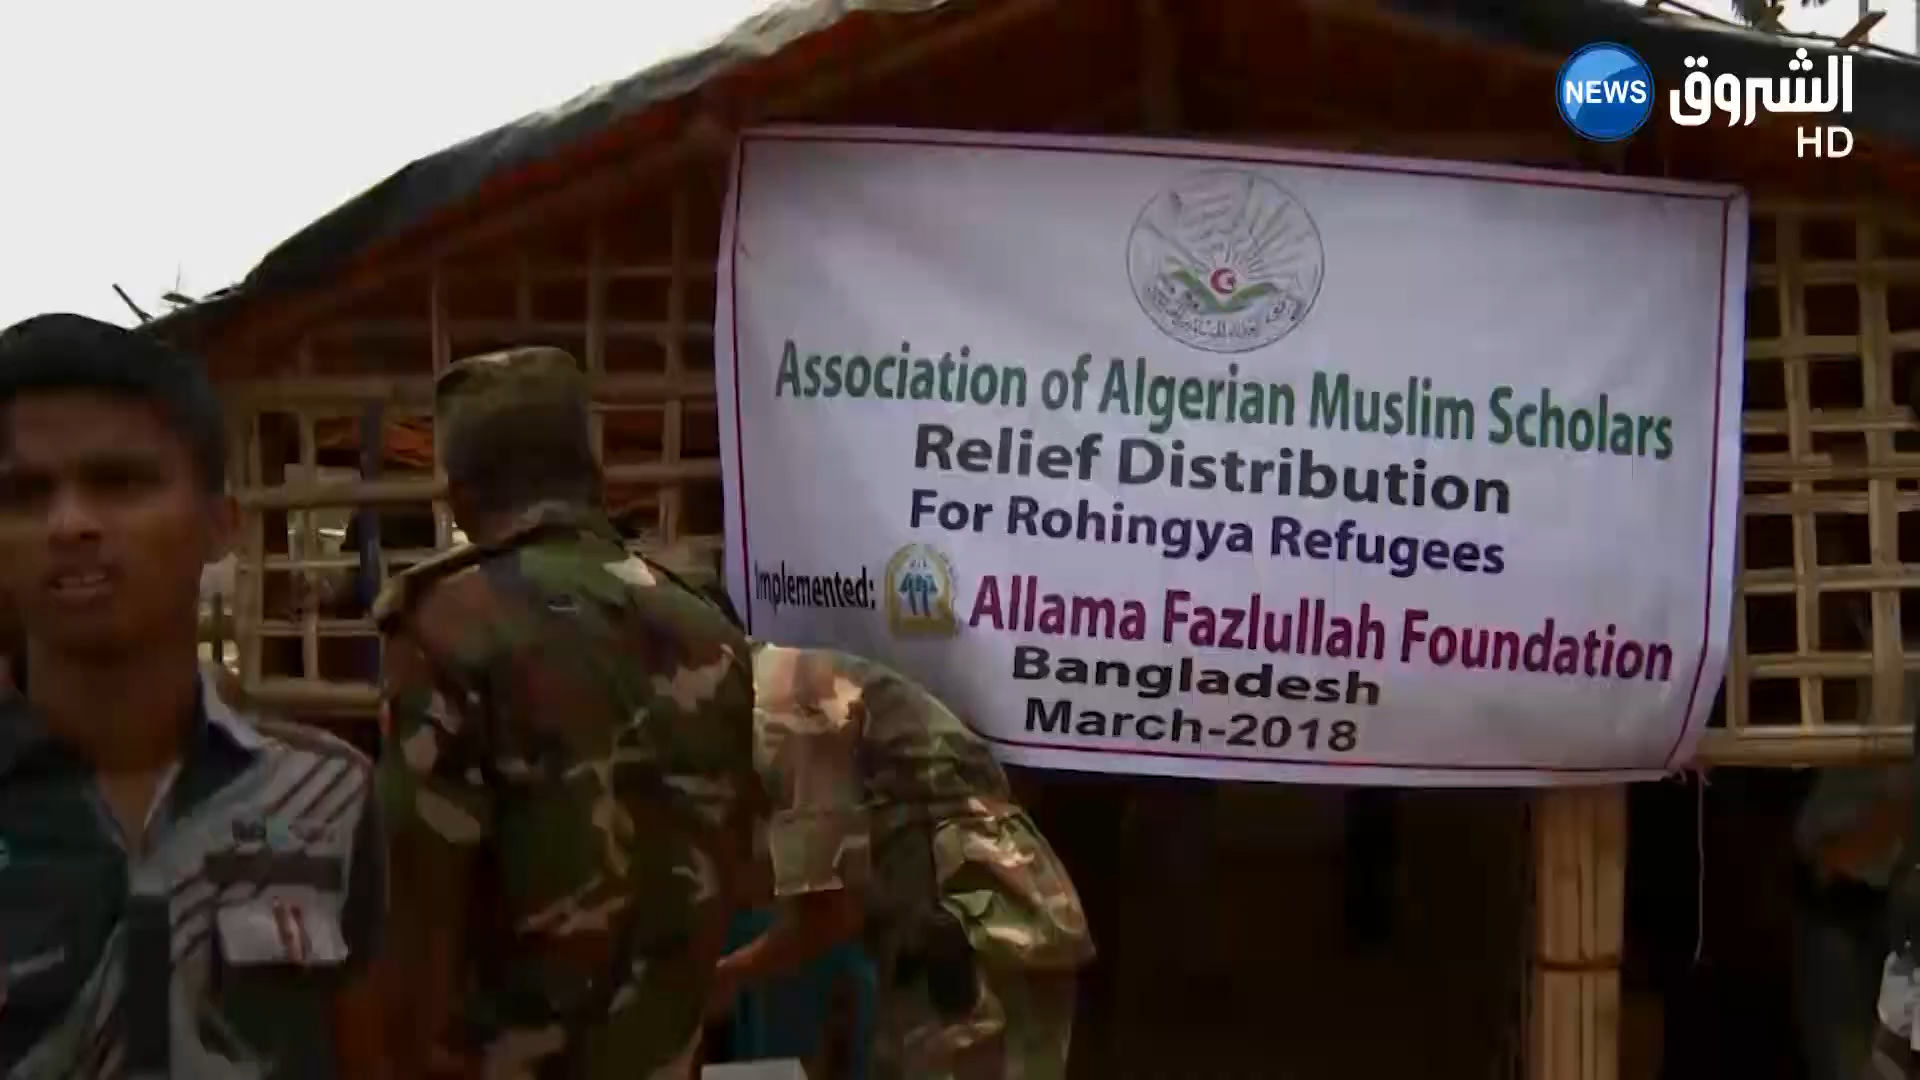 NEWS الشروق
HD
Association of Algerian Muslim Scholars
Relief Distribution
For Rohingya Refugees
Implemented: Allama Fazlullah Foundation
Bangladesh
March-2018